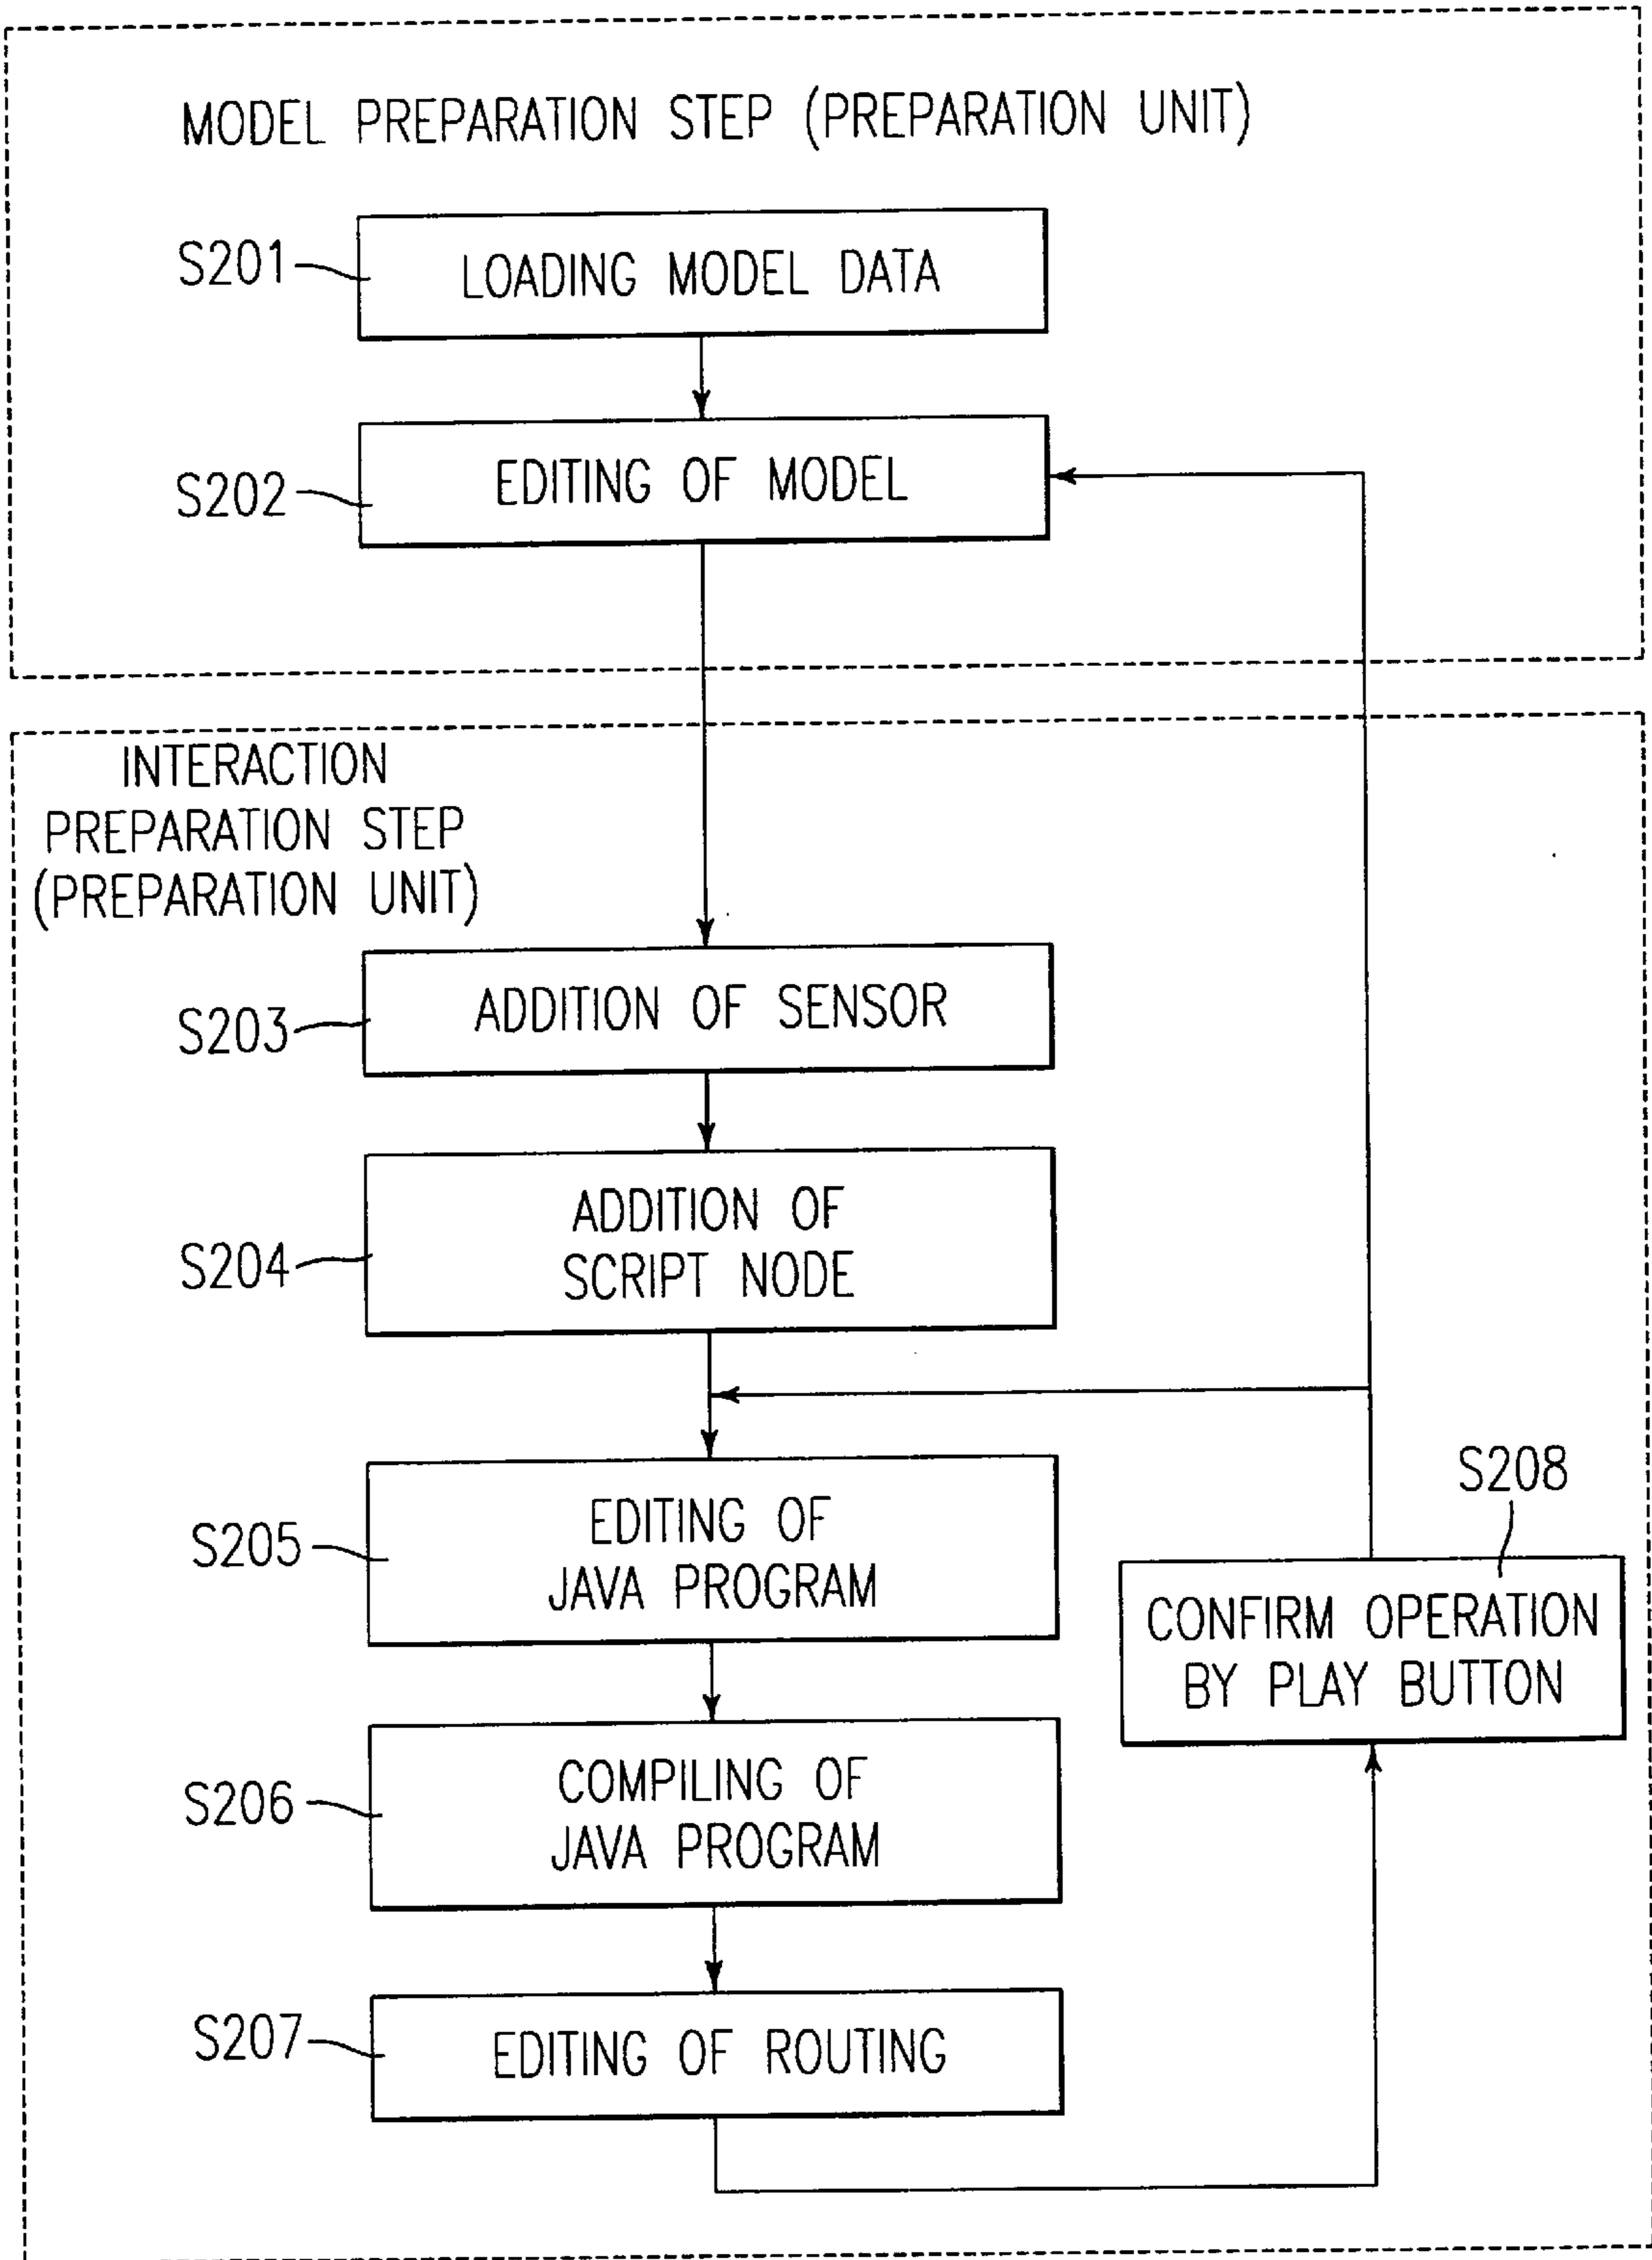 MODEL PREPARATION STEP (PREPARATION UNIT)
S201
LOADING MODEL DATA
S202
EDITING OF MODEL
INTERACTION
PREPARATION STEP
(PREPARATION UNIT)
S203
ADDITION OF SENSOR
S204
ADDITION OF
SCRIPT NODE
S205
EDITING OF
JAVA PROGRAM
S208
CONFIRM OPERATION
BY PLAY BUTTON
S206
COMPILING OF
JAVA PROGRAM
S207
EDITING OF ROUTING